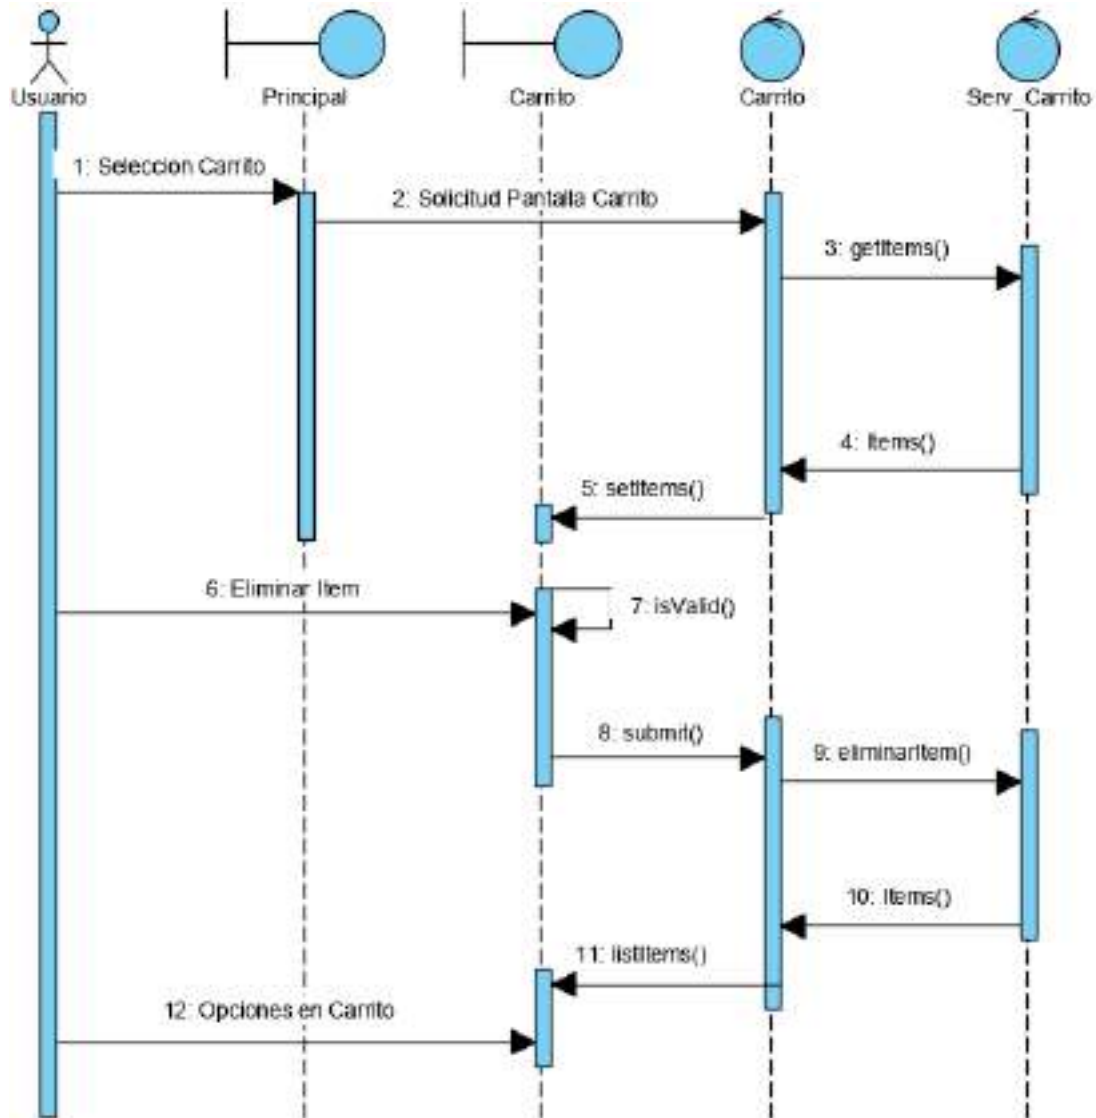 Usuario
Principal
Carrito
Carrito
Serv_Carrito
1: Seleccion Carrito
2: Solicitud Pantalla Carrito
3: getItems()
4: Items()
5: setItems()
6: Eliminar Item
7: isValid()
8: submit()
9: eliminarItem()
10: Items()
11: listItems()
12: Opciones en Carrito